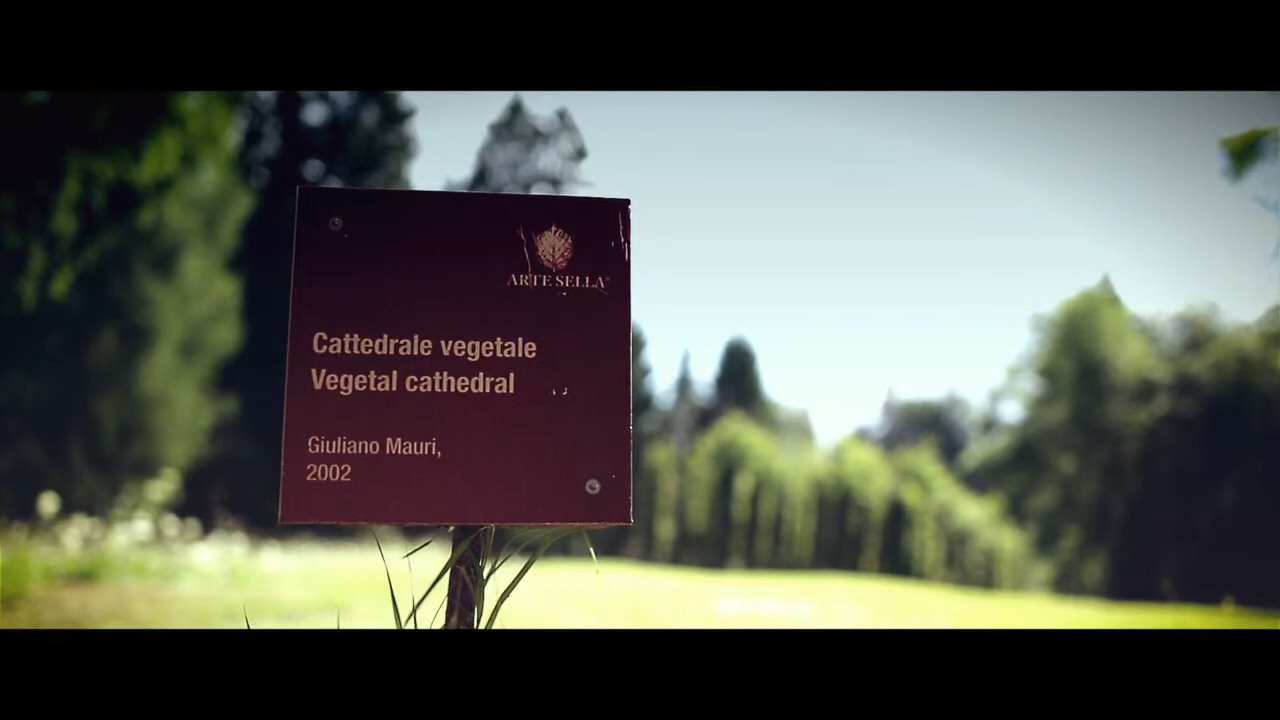 ARTE SELLA®
Cattedrale vegetale
Vegetal cathedral
Giuliano Mauri,
2002